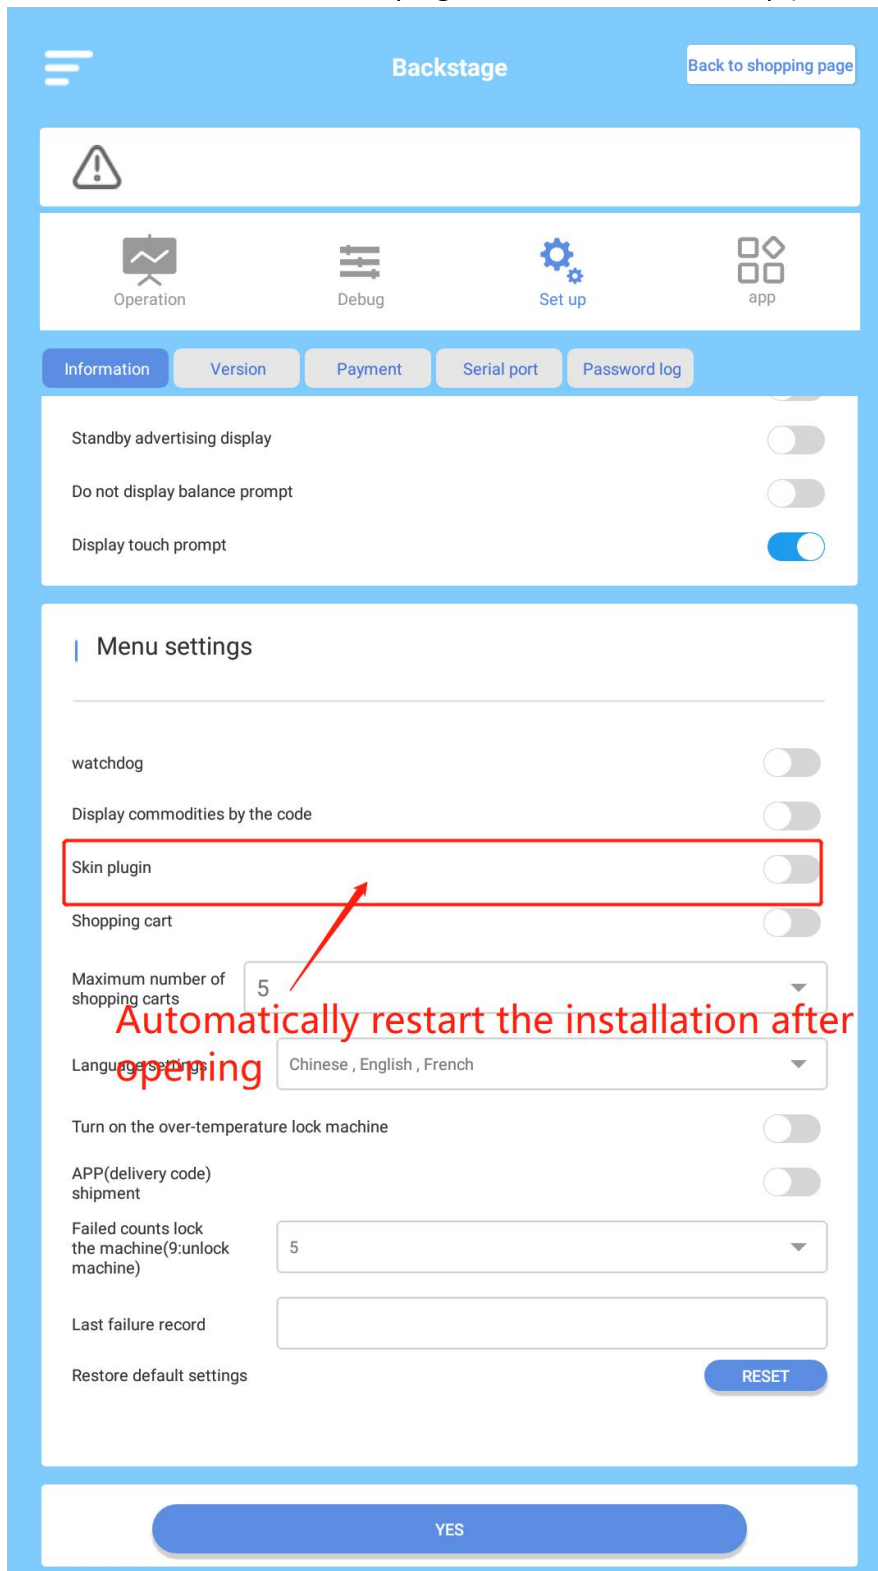 Backstage
Back to shopping page
Operation
Debug
Set up
app
Information
Version
Payment
Serial port
Password log
Standby advertising display
Do not display balance prompt
Display touch prompt
Menu settings
watchdog
Display commodities by the code
Skin plugin
Shopping cart
Maximum number of
shopping carts
5
Automatically restart the installation after
opening
Language settings
Chinese , English , French
Turn on the over-temperature lock machine
APP(delivery code)
shipment
Failed counts lock
the machine(9:unlock
machine)
5
Last failure record
Restore default settings
RESET
YES